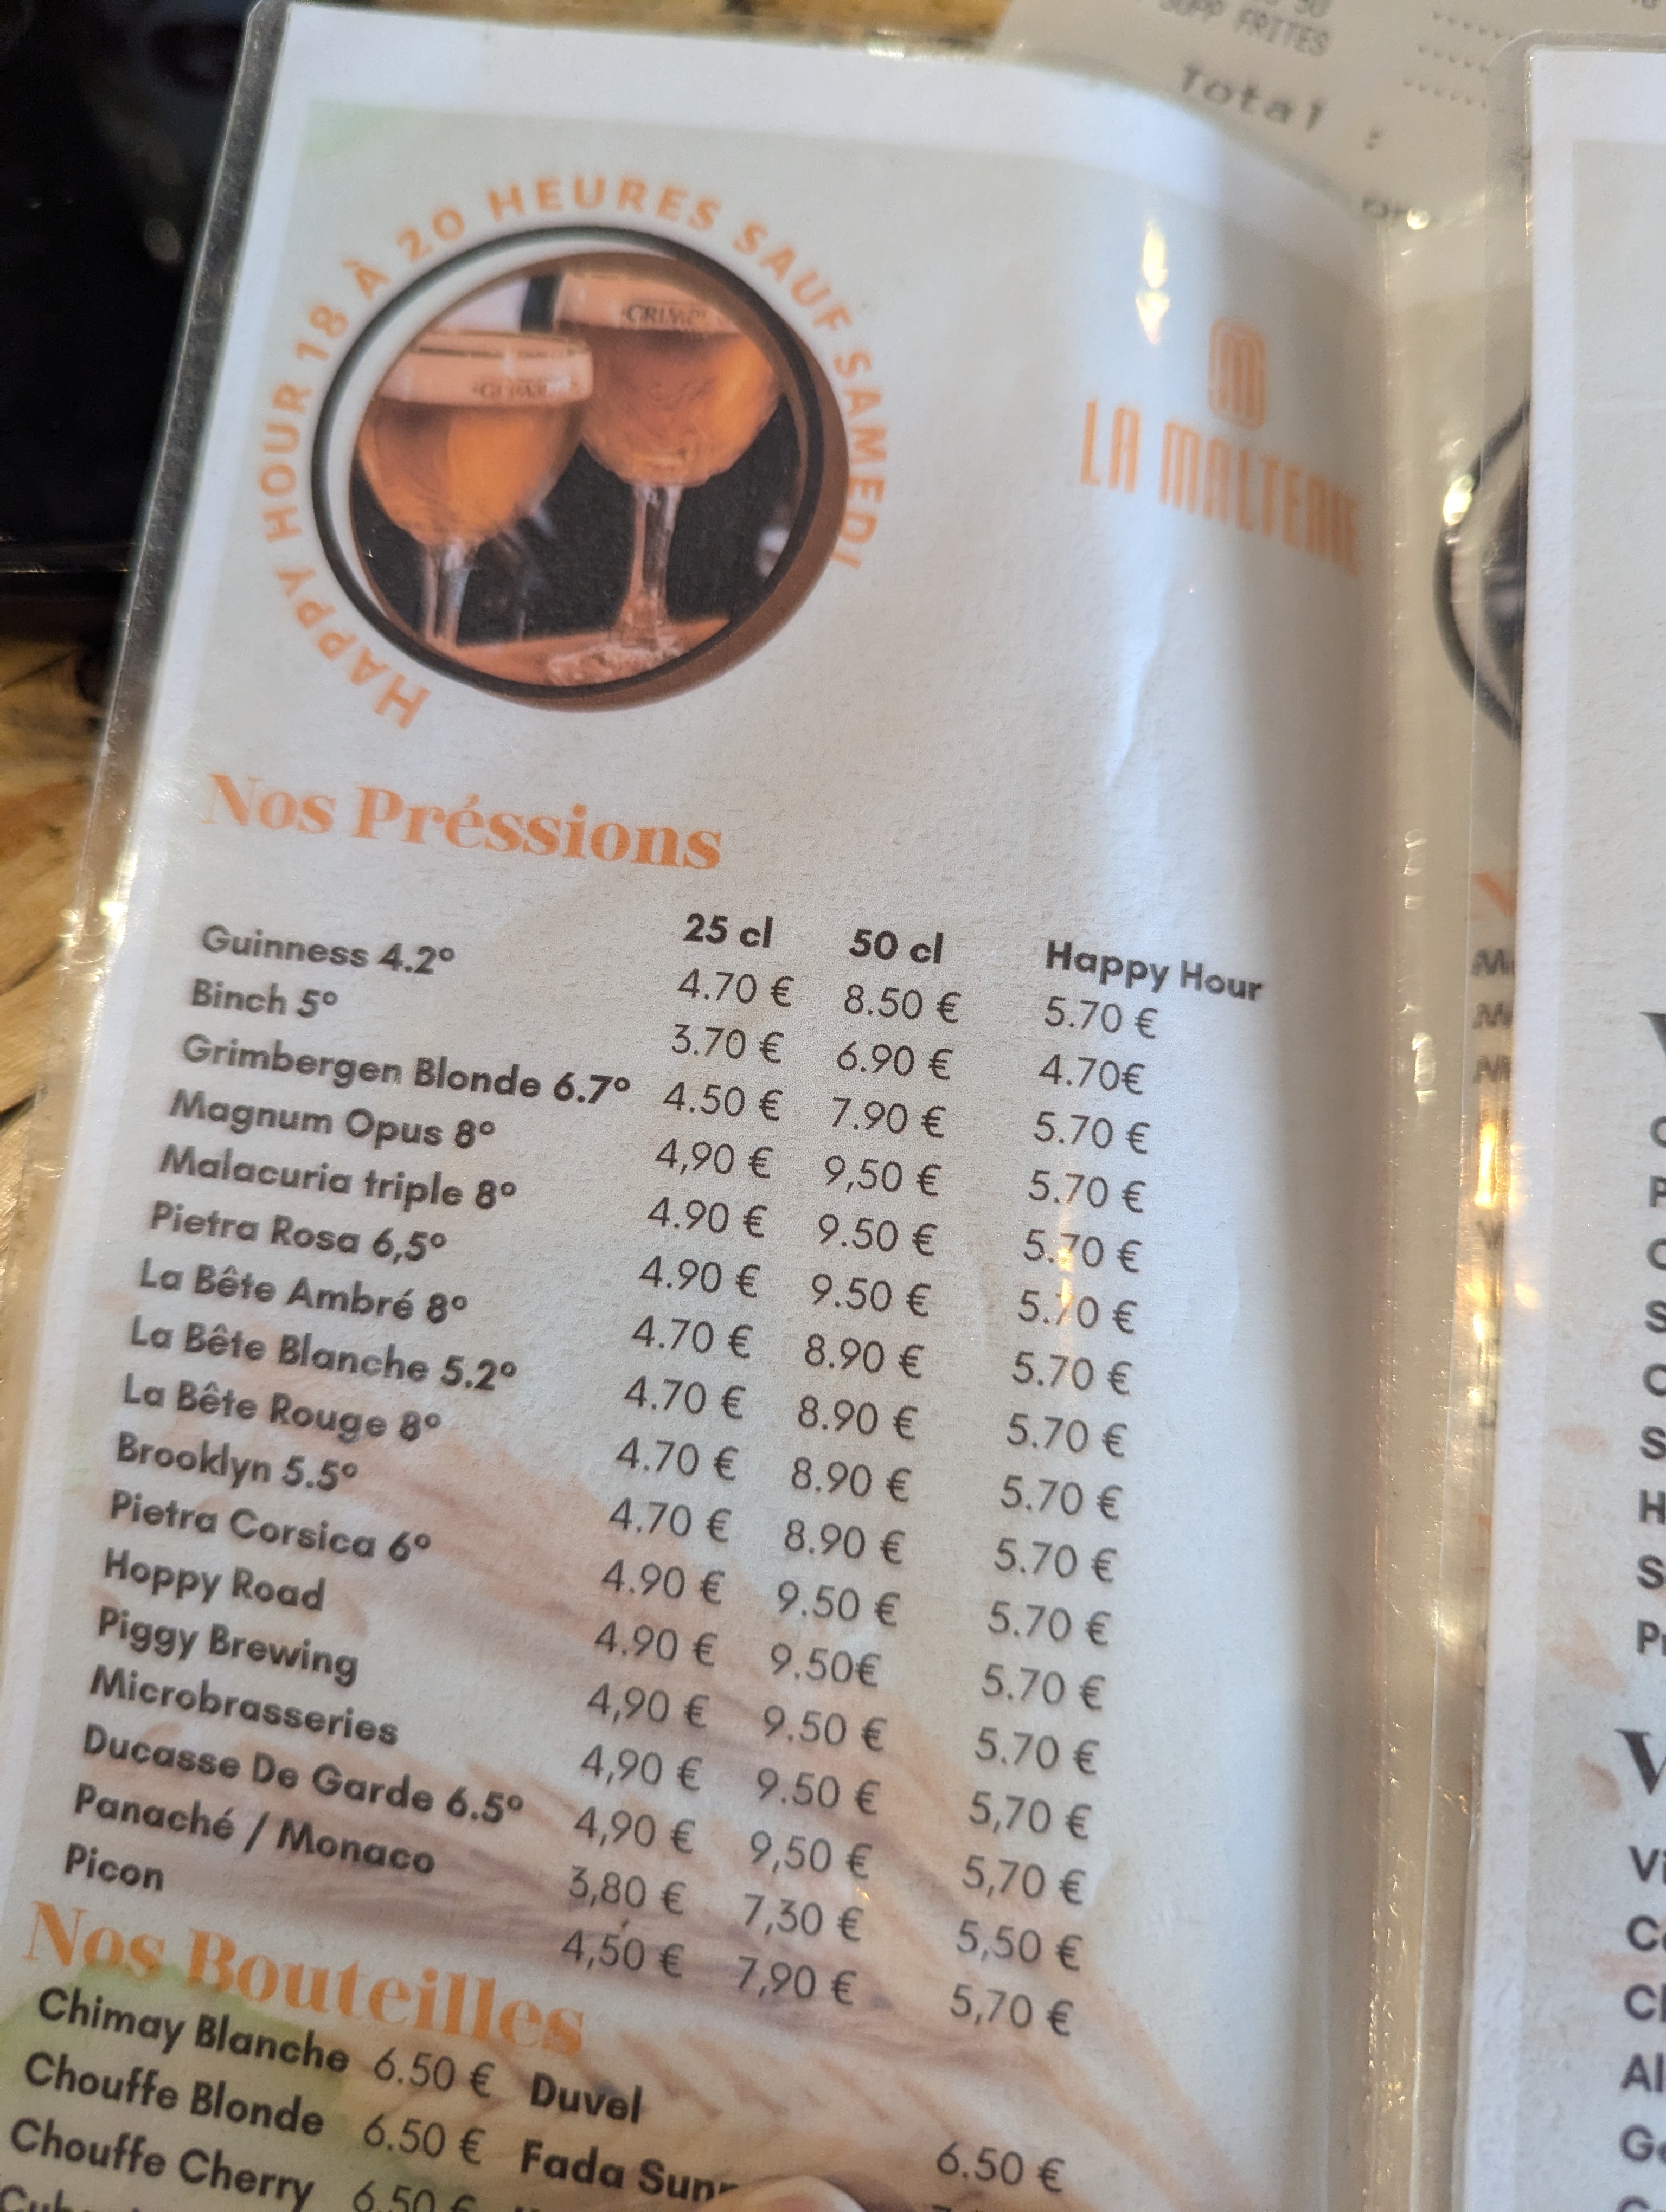 SUPP FRITES
Total :
HAPPY HOUR 18 À 20 HEURES SAUF SAMEDI
LA MALTERIE
Nos Préssions
25 cl 50 cl Happy Hour
Guinness 4.2° 4.70 € 8.50 € 5.70 €
Binch 5° 3.70 € 6.90 € 4.70€
Grimbergen Blonde 6.7° 4.50 € 7.90 € 5.70 €
Magnum Opus 8° 4,90 € 9,50 € 5.70 €
Malacuria triple 8° 4.90 € 9.50 € 5.70 €
Pietra Rosa 6,5° 4.90 € 9.50 € 5.70 €
La Bête Ambré 8° 4.70 € 8.90 € 5.70 €
La Bête Blanche 5.2° 4.70 € 8.90 € 5.70 €
La Bête Rouge 8° 4.70 € 8.90 € 5.70 €
Brooklyn 5.5° 4.70 € 8.90 € 5.70 €
Pietra Corsica 6° 4.90 € 9.50 € 5.70 €
Hoppy Road 4.90 € 9.50€ 5.70 €
Piggy Brewing 4,90 € 9.50 € 5.70 €
Microbrasseries 4,90 € 9.50 € 5,70 €
Ducasse De Garde 6.5° 4,90 € 9,50 € 5,70 €
Panaché / Monaco 3,80 € 7,30 € 5,50 €
Picon 4,50 € 7,90 € 5,70 €
Nos Bouteilles
Chimay Blanche 6.50 € Duvel 6.50 €
Chouffe Blonde 6.50 € Fada
Chouffe Cherry 6.50 €